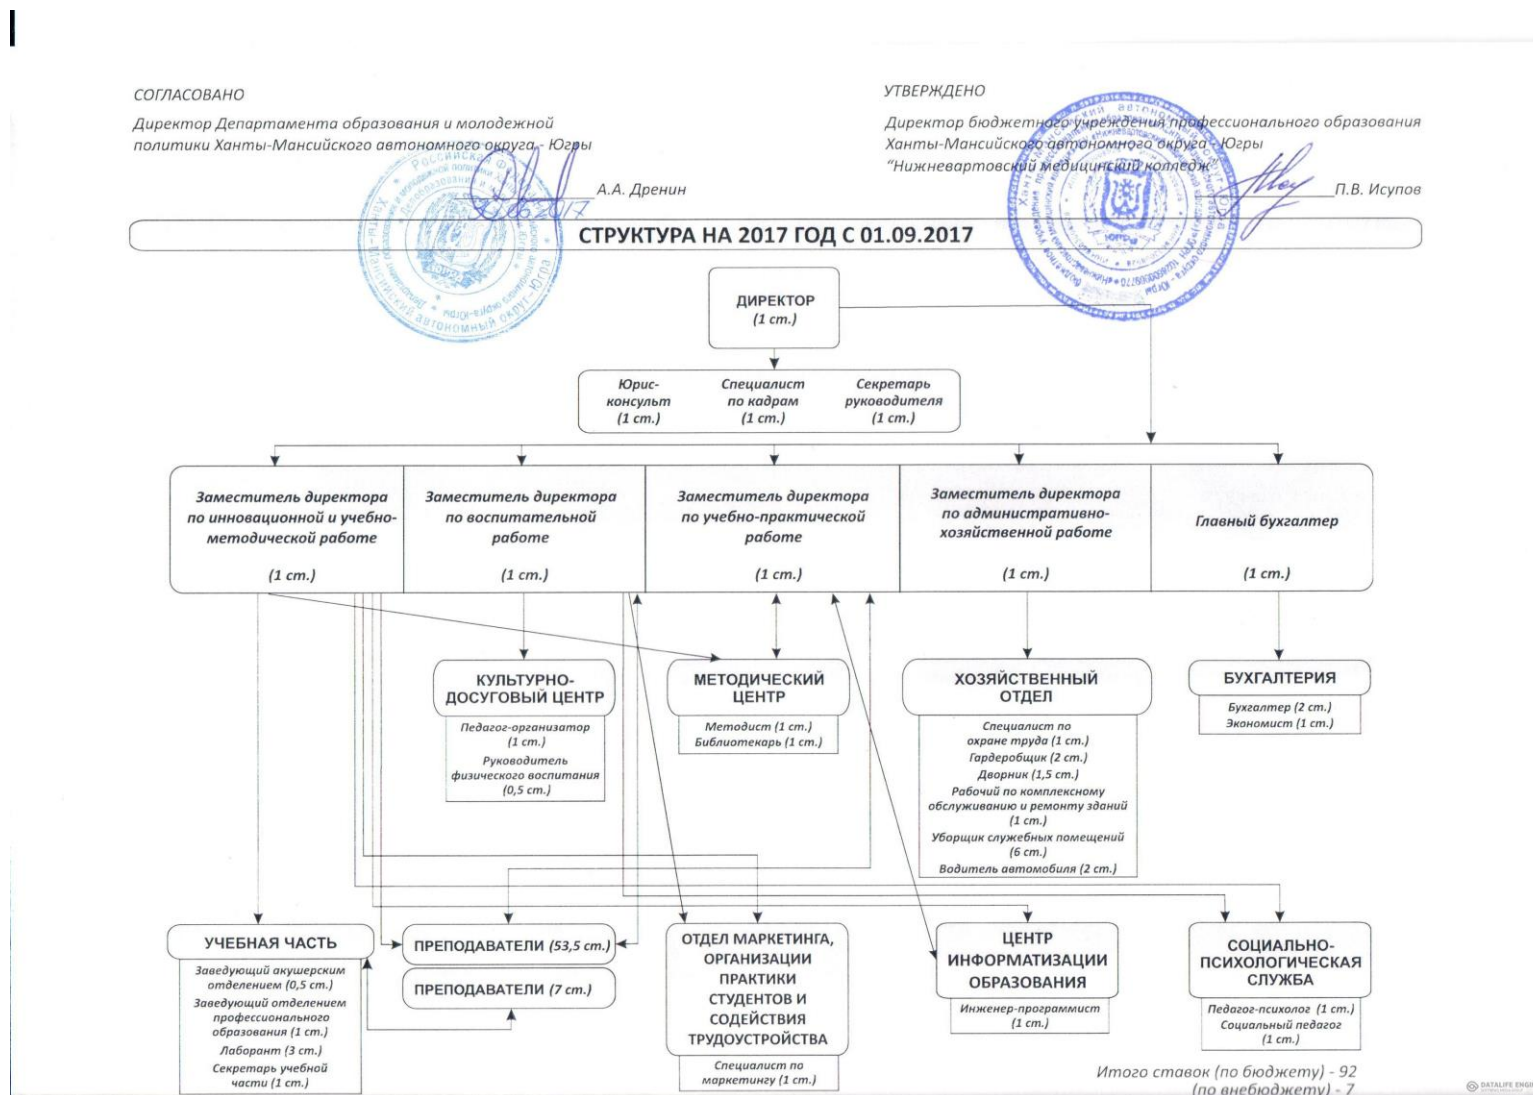 СОГЛАСОВАНО
Директор Департамента образования и молодежной
политики Ханты-Мансийского автономного округа - Югры
А.А. Дренин
УТВЕРЖДЕНО
Директор бюджетного учреждения профессионального образования
Ханты-Мансийского автономного округа - Югры
“Нижневартовский медицинский колледж”
П.В. Исупов
СТРУКТУРА НА 2017 ГОД С 01.09.2017
ДИРЕКТОР
(1 ст.)
Юрис-
консульт
(1 ст.)
Специалист
по кадрам
(1 ст.)
Секретарь
руководителя
(1 ст.)
Заместитель директора
по инновационной и учебно-
методической работе
(1 ст.)
Заместитель директора
по воспитательной
работе
(1 ст.)
Заместитель директора
по учебно-практической
работе
(1 ст.)
Заместитель директора
по административно-
хозяйственной работе
(1 ст.)
Главный бухгалтер
(1 ст.)
КУЛЬТУРНО-
ДОСУГОВЫЙ ЦЕНТР
Педагог-организатор
(1 ст.)
Руководитель
физического воспитания
(0,5 ст.)
МЕТОДИЧЕСКИЙ
ЦЕНТР
Методист (1 ст.)
Библиотекарь (1 ст.)
ХОЗЯЙСТВЕННЫЙ
ОТДЕЛ
Специалист по
охране труда (1 ст.)
Гардеробщик (2 ст.)
Дворник (1,5 ст.)
Рабочий по комплексному
обслуживанию и ремонту зданий
(1 ст.)
Уборщик служебных помещений
(6 ст.)
Водитель автомобиля (2 ст.)
БУХГАЛТЕРИЯ
Бухгалтер (2 ст.)
Экономист (1 ст.)
УЧЕБНАЯ ЧАСТЬ
Заведующий акушерским
отделением (0,5 ст.)
Заведующий отделением
профессионального
образования (1 ст.)
Лаборант (3 ст.)
Секретарь учебной
части (1 ст.)
ПРЕПОДАВАТЕЛИ (53,5 ст.)
ПРЕПОДАВАТЕЛИ (7 ст.)
ОТДЕЛ МАРКЕТИНГА,
ОРГАНИЗАЦИИ
ПРАКТИКИ
СТУДЕНТОВ И
СОДЕЙСТВИЯ
ТРУДОУСТРОЙСТВА
Специалист по
маркетингу (1 ст.)
ЦЕНТР
ИНФОРМАТИЗАЦИИ
ОБРАЗОВАНИЯ
Инженер-программист
(1 ст.)
СОЦИАЛЬНО-
ПСИХОЛОГИЧЕСКАЯ
СЛУЖБА
Педагог-психолог (1 ст.)
Социальный педагог
(1 ст.)
Итого ставок (по бюджету) - 92
(по внебюджету) - 7
DATALIFE ENGI